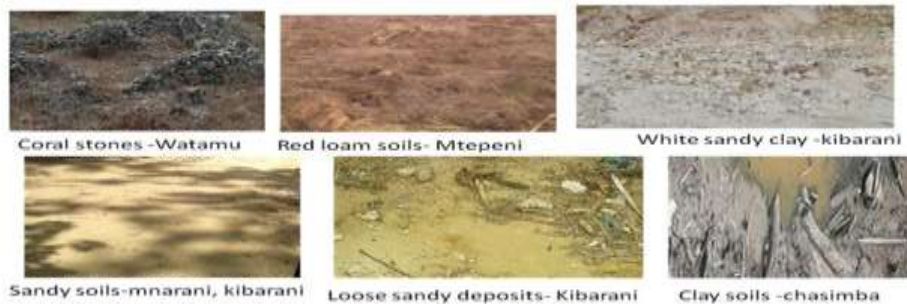 Coral stones -Watamu
Red loam soils- Mtepeni
White sandy clay -kibarani
Sandy soils-mnarani, kibarani
Loose sandy deposits- Kibarani
Clay soils -chasimba